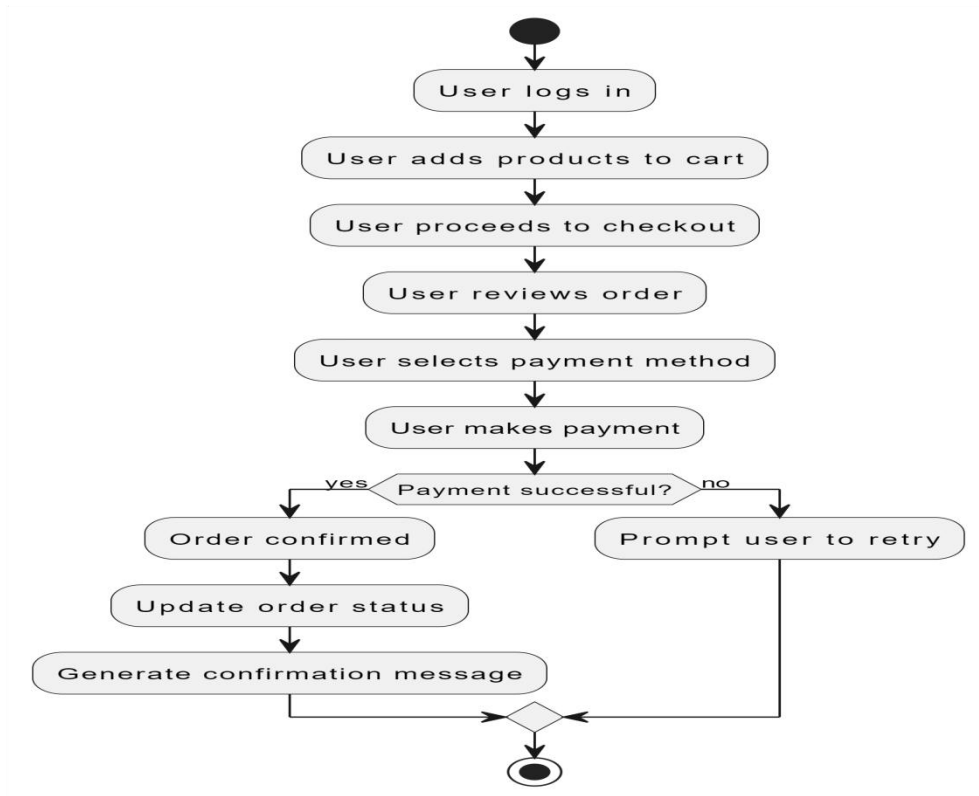 User logs in
User adds products to cart
User proceeds to checkout
User reviews order
User selects payment method
User makes payment
yes
Payment successful?
no
Order confirmed
Prompt user to retry
Update order status
Generate confirmation message